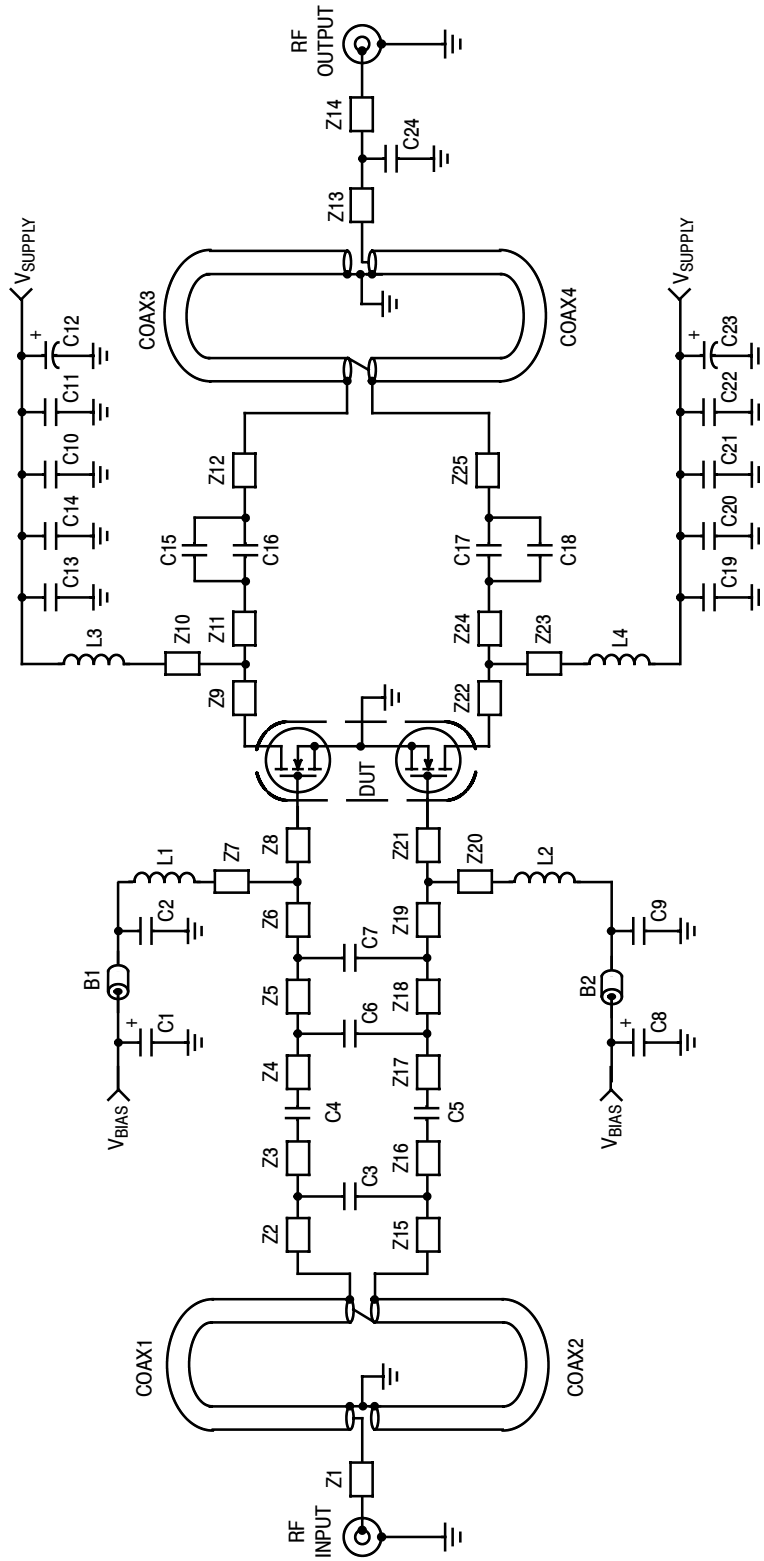 RF
INPUT
Z1
COAX1
COAX2
Z2
C3
Z15
Z3
Z16
C4
C5
Z4
Z17
C6
Z5
Z18
C7
Z6
Z19
VBIAS
+
C1
B1
C2
L1
Z7
Z8
VBIAS
+
C8
B2
C9
L2
Z20
Z21
DUT
Z9
Z10
L3
Z11
C15
C16
Z12
C13
C14
C10
C11
+
C12
VSUPPLY
Z22
Z23
L4
Z24
C17
C18
Z25
C19
C20
C21
C22
+
C23
VSUPPLY
COAX3
COAX4
Z13
C24
Z14
RF
OUTPUT